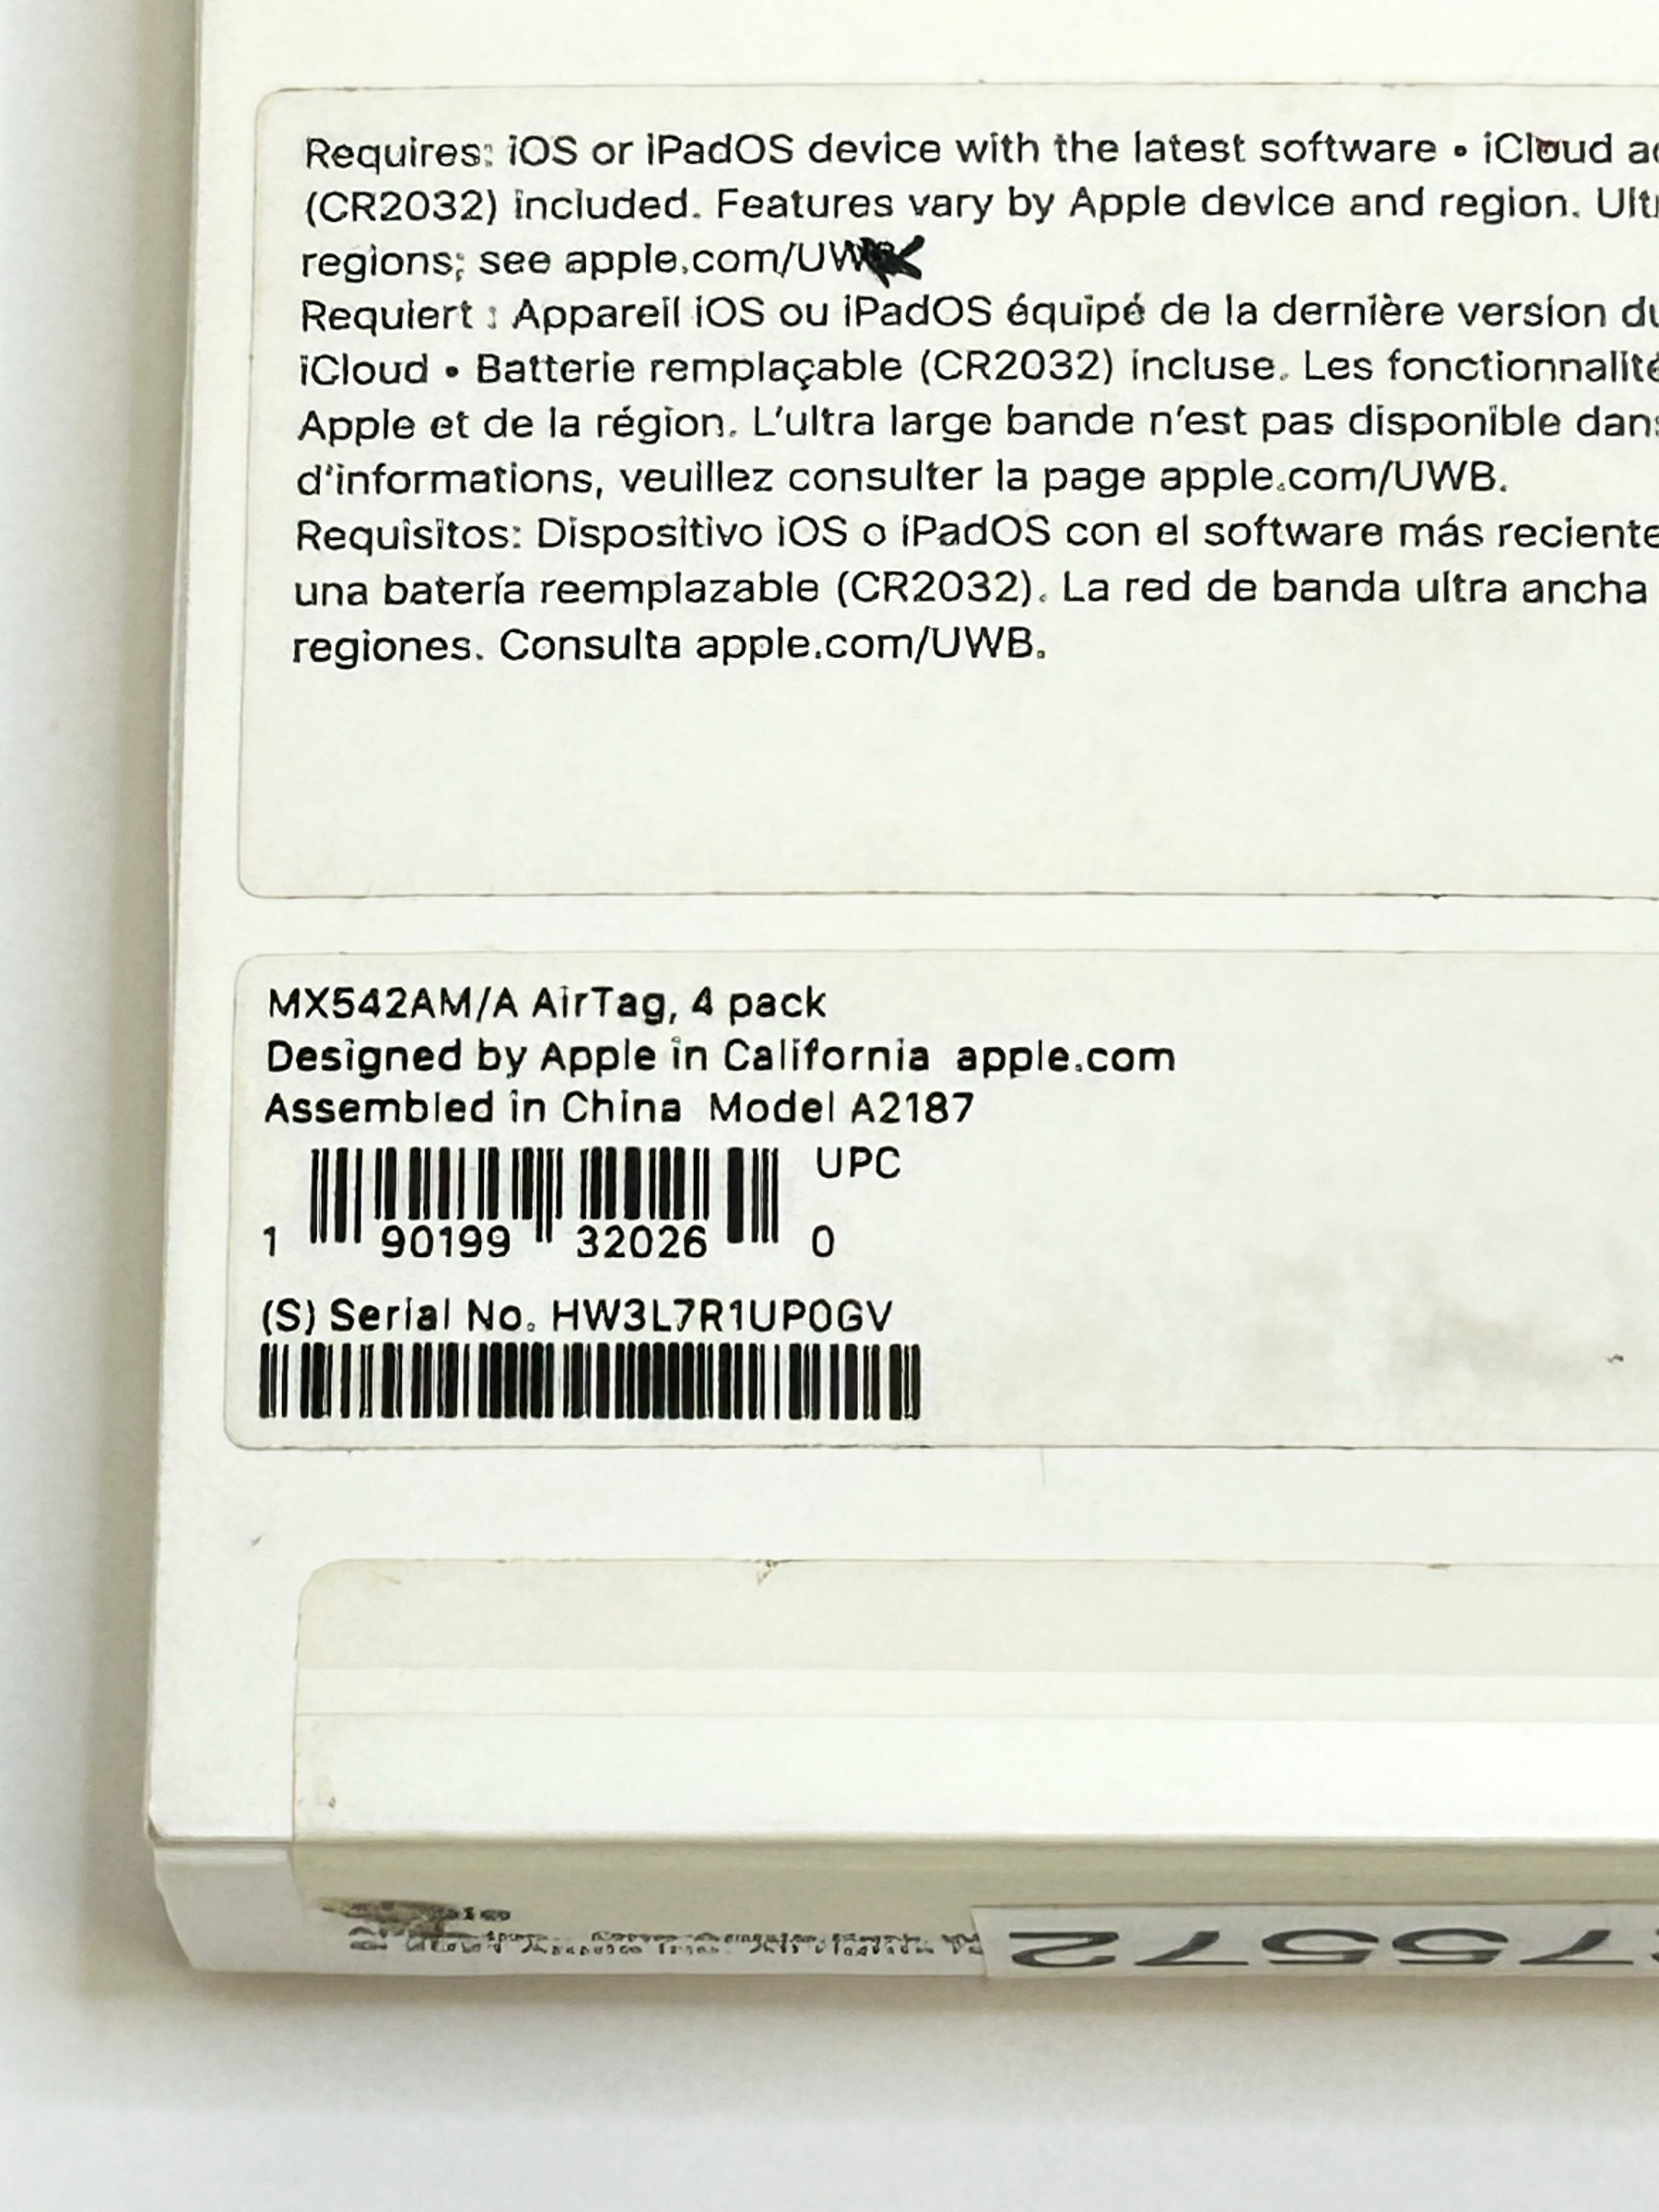 Requires: iOS or iPadOS device with the latest software • iCloud
(CR2032) included. Features vary by Apple device and region.
regions; see apple.com/
Requiert : Appareil iOS ou iPadOS équipé de la dernière version
iCloud • Batterie remplaçable (CR2032) incluse. Les
Apple et de la région. L'ultra large bande n'est pas disponible
d'informations, veuillez consulter la page apple.com/UWB.
Requisitos: Dispositivo iOS o iPadOS con el software más reciente
una batería reemplazable (CR2032). La red de banda ultra ancha
regiones. Consulta apple.com/UWB.
MX542AM/A AirTag, 4 pack
Designed by Apple in California apple.com
Assembled in China Model A2187
UPC
1 90199 32026 0
(S) Serial No. HW3L7R1UP0GV
75572